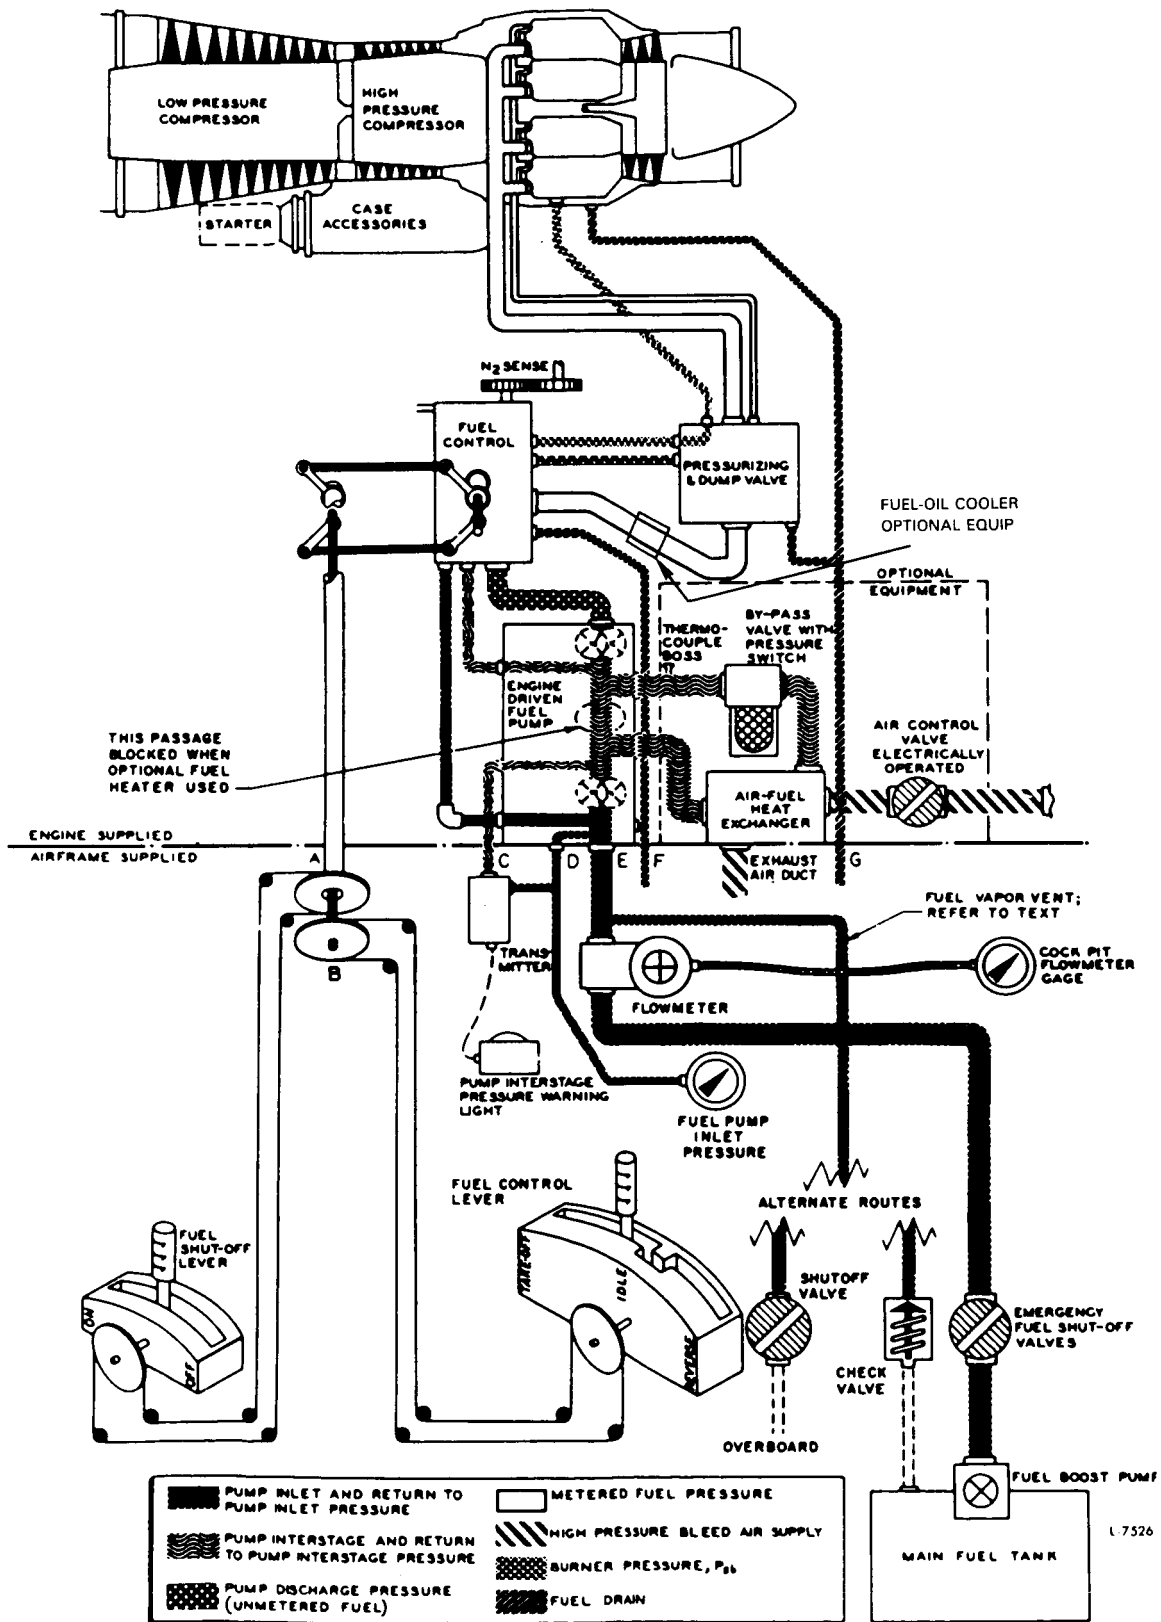 LOW PRESSURE
COMPRESSOR
HIGH
PRESSURE
COMPRESSOR
STARTER
CASE
ACCESSORIES
N2 SENSE
FUEL
CONTROL
PRESSURIZING
& DUMP VALVE
FUEL-OIL COOLER
OPTIONAL EQUIP
OPTIONAL
EQUIPMENT
THERMO-
COUPLE
BOSS
BY-PASS
VALVE WITH
PRESSURE
SWITCH
ENGINE
DRIVEN
FUEL
PUMP
THIS PASSAGE
BLOCKED WHEN
OPTIONAL FUEL
HEATER USED
AIR CONTROL
VALVE
ELECTRICALLY
OPERATED
AIR-FUEL
HEAT
EXCHANGER
ENGINE SUPPLIED
AIRFRAME SUPPLIED
A
C
D
E
F
G
B
EXHAUST
AIR DUCT
FUEL VAPOR VENT;
REFER TO TEXT
TRANS-
MITTER
FLOWMETER
COCK PIT
FLOWMETER
GAGE
PUMP INTERSTAGE
PRESSURE WARNING
LIGHT
FUEL PUMP
INLET
PRESSURE
FUEL CONTROL
LEVER
ALTERNATE ROUTES
FUEL
SHUT-OFF
LEVER
ON
OFF
TAKE-OFF
IDLE
REVERSE
SHUTOFF
VALVE
EMERGENCY
FUEL SHUT-OFF
VALVES
CHECK
VALVE
OVERBOARD
FUEL BOOST PUMP
MAIN FUEL TANK
L-7526
PUMP INLET AND RETURN TO
PUMP INLET PRESSURE
PUMP INTERSTAGE AND RETURN
TO PUMP INTERSTAGE PRESSURE
PUMP DISCHARGE PRESSURE
(UNMETERED FUEL)
METERED FUEL PRESSURE
HIGH PRESSURE BLEED AIR SUPPLY
BURNER PRESSURE, Psb
FUEL DRAIN